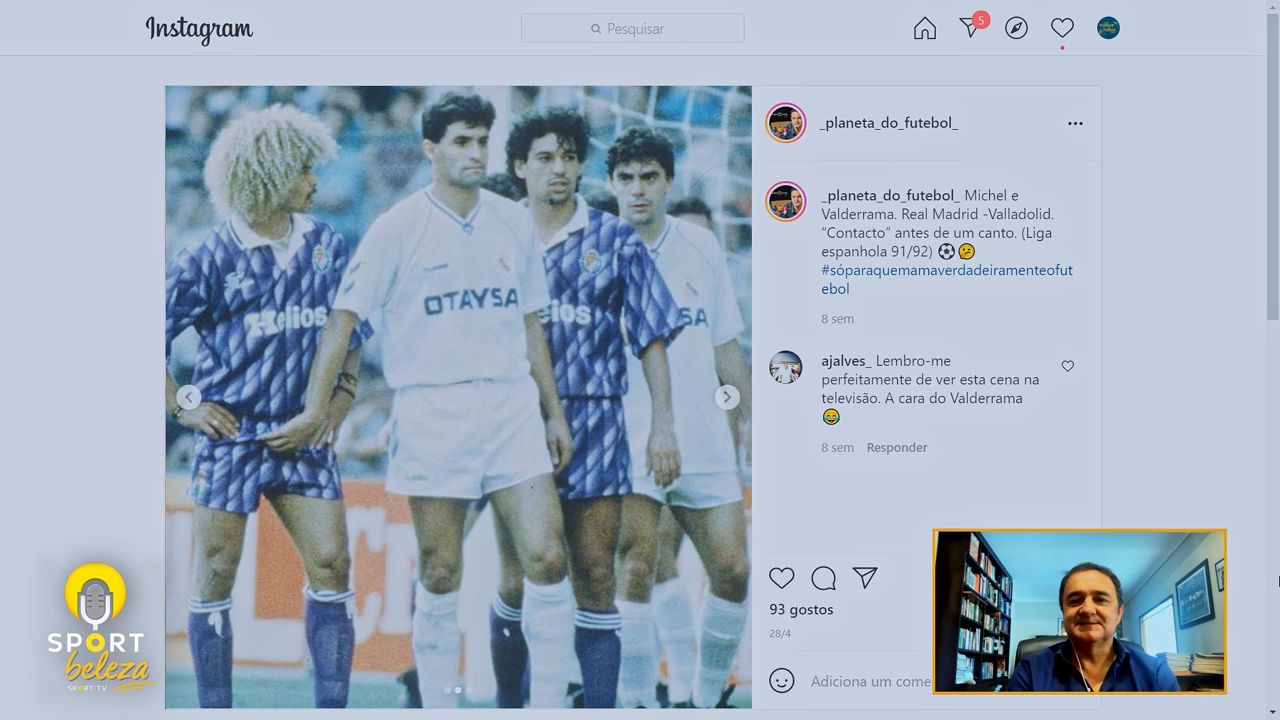 Instagram
Pesquisar
5
_planeta_do_futebol_
_planeta_do_futebol_ Michel e
Valderrama. Real Madrid -Valladolid.
“Contacto” antes de um canto. (Liga
espanhola 91/92)
#sóparaquemamaverdadeiramenteofut
ebol
8 sem
ajalves_ Lembro-me
perfeitamente de ver esta cena na
televisão. A cara do Valderrama
8 sem Responder
93 gostos
28/4
Adiciona um come
Helios
OTAYSA
elios
SA
SPORT
beleza
SPORT TV